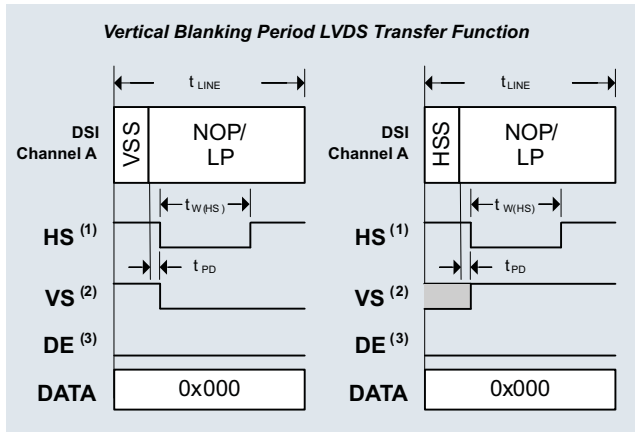 Vertical Blanking Period LVDS Transfer Function
t LINE
t LINE
DSI Channel A
VSS
NOP/ LP
DSI Channel A
HSS
NOP/ LP
t W(HS)
t W(HS)
HS (1)
HS (1)
t PD
t PD
VS (2)
VS (2)
DE (3)
DE (3)
DATA
0x000
DATA
0x000